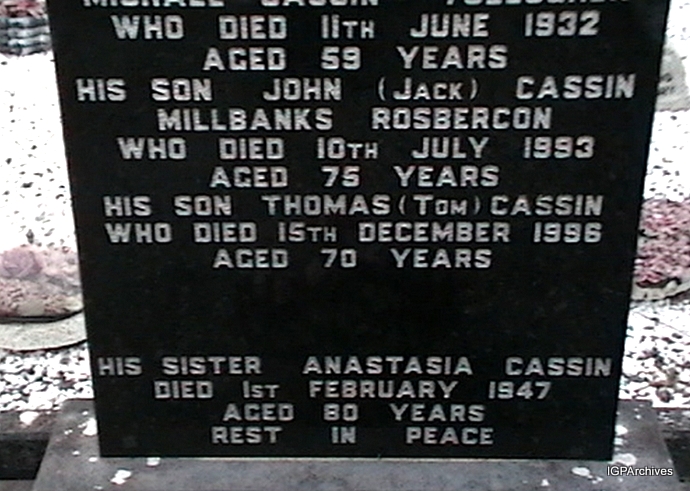 MICHAEL CASSIN
WHO DIED 11TH JUNE 1932
AGED 59 YEARS
HIS SON JOHN (JACK) CASSIN
MILLBANKS ROSBERCON
WHO DIED 10TH JULY 1993
AGED 75 YEARS
HIS SON THOMAS (TOM) CASSIN
WHO DIED 15TH DECEMBER 1996
AGED 70 YEARS
HIS SISTER ANASTASIA CASSIN
DIED 1ST FEBRUARY 1947
AGED 80 YEARS
REST IN PEACE
IGPArchives